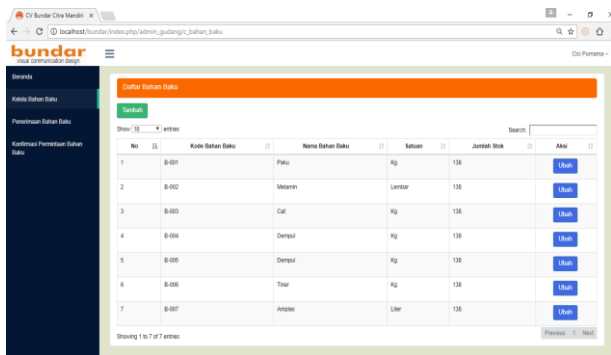 CV Bundar Citra Mandiri
localhost/bundar/index.php/admin_gudang/c_bahan_baku
bundar
visual communication design
Cici Purnama
Beranda
Kelola Bahan Baku
Penerimaan Bahan Baku
Konfirmasi Permintaan Bahan Baku
Daftar Bahan Baku
Tambah
Show 10 entries
Search:
No Kode Bahan Baku Nama Bahan Baku Satuan Jumlah Stok Aksi
1 B-001 Paku Kg 138 Ubah
2 B-002 Melamin Lembar 138 Ubah
3 B-003 Cat Kg 138 Ubah
4 B-004 Dempul Kg 138 Ubah
5 B-005 Dempul Kg 138 Ubah
6 B-006 Tiner Kg 138 Ubah
7 B-007 Amplas Liter 138 Ubah
Showing 1 to 7 of 7 entries
Previous 1 Next